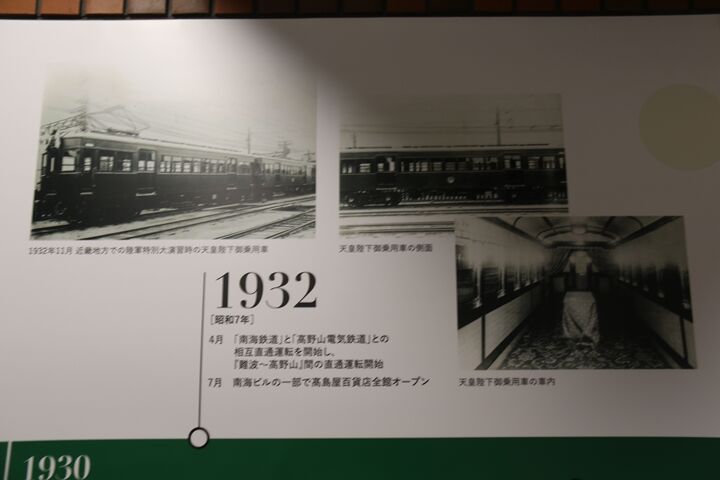 1932年11月 近畿地方での陸軍特別大演習時の天皇陛下御乗用車
天皇陛下御乗用車の側面
1932
[昭和7年]
4月 「南海鉄道」と「高野山電気鉄道」との
相互直通運転を開始し、
『難波〜高野山』間の直通運転開始
7月 南海ビルの一部で髙島屋百貨店全館オープン
天皇陛下御乗用車の車内
1930